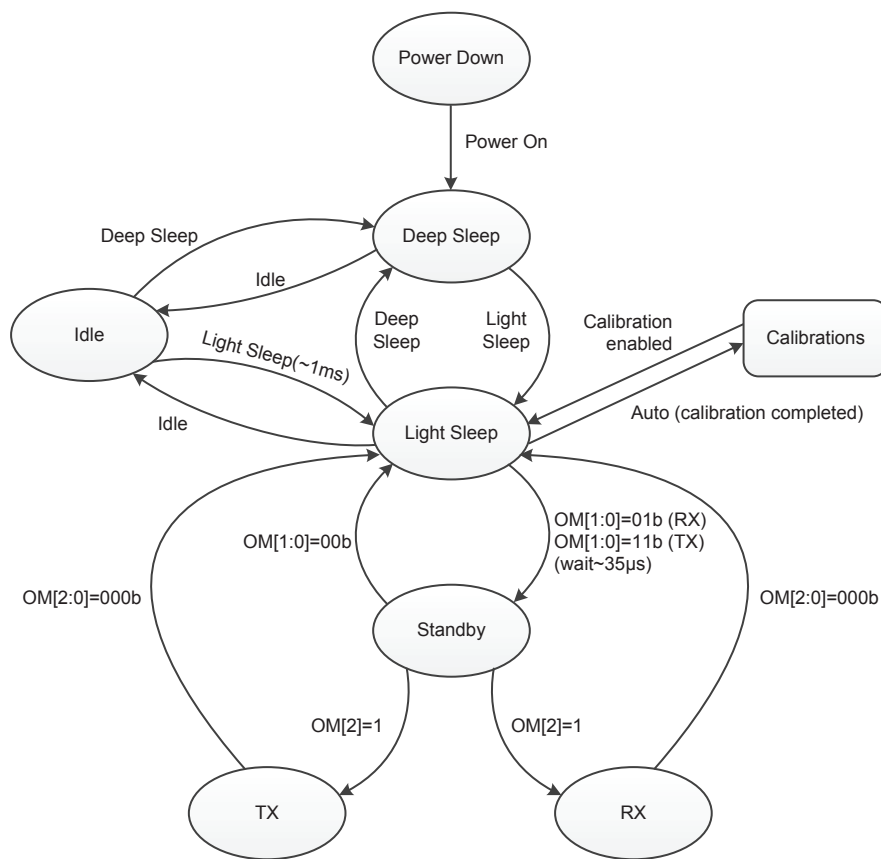 Power Down
Power On
Deep Sleep
Deep Sleep
Idle
Idle
Deep
Sleep
Light
Sleep
Calibration
enabled
Calibrations
Light Sleep(~1ms)
Idle
Light Sleep
Auto (calibration completed)
OM[1:0]=00b
OM[1:0]=01b (RX)
OM[1:0]=11b (TX)
(wait~35µs)
OM[2:0]=000b
OM[2:0]=000b
Standby
OM[2]=1
OM[2]=1
TX
RX